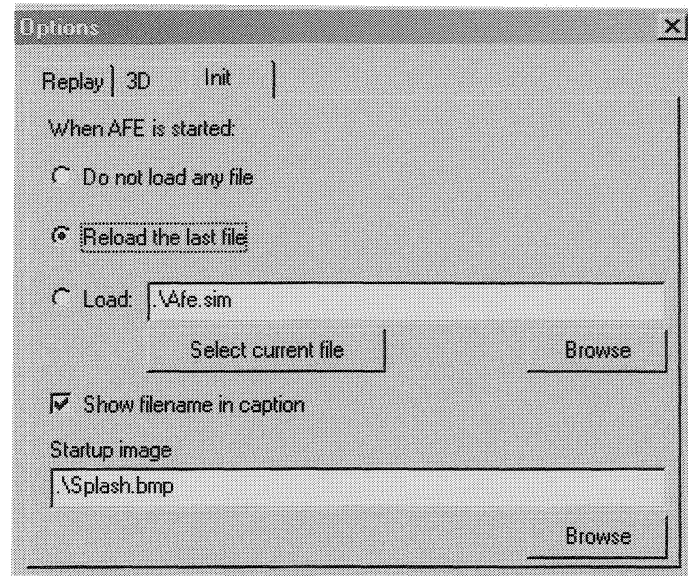 Options
Replay 3D Init
When AFE is started:
Do not load any file
Reload the last file
Load: .\Afe.sim
Select current file Browse
Show filename in caption
Startup image
.\Splash.bmp
Browse